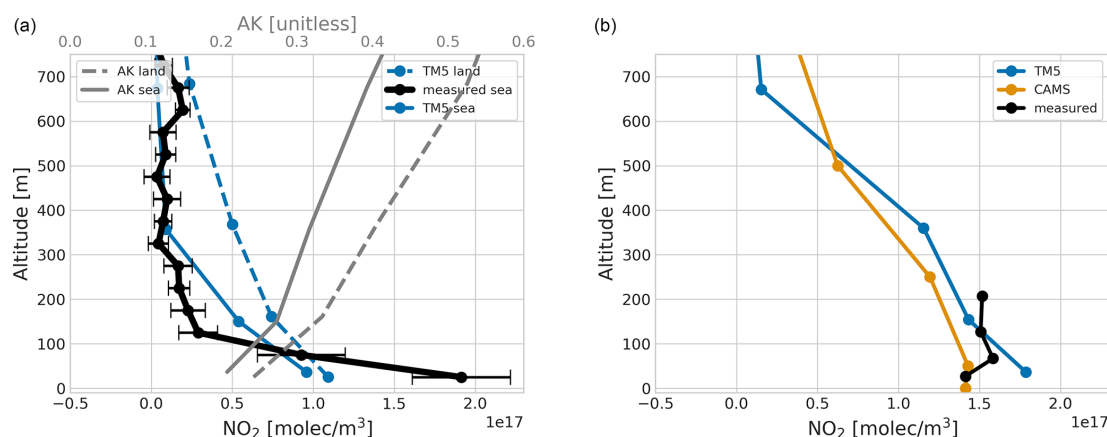 (a)
AK [unitless]
0.0 0.1 0.2 0.3 0.4 0.5 0.6
AK land
AK sea
TM5 land
measured sea
TM5 sea
700
600
500
400
300
200
100
0
Altitude [m]
−0.5 0.0 0.5 1.0 1.5 2.0
1e17
NO₂ [molec/m³]
(b)
TM5
CAMS
measured
700
600
500
400
300
200
100
0
Altitude [m]
−0.5 0.0 0.5 1.0 1.5 2.0
1e17
NO₂ [molec/m³]